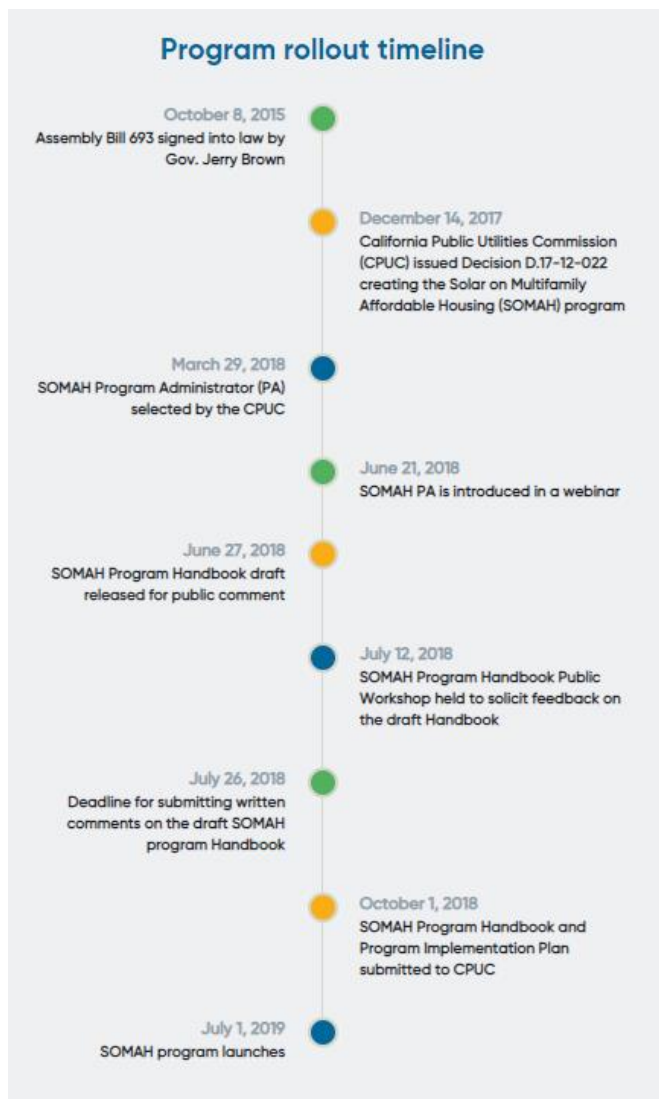 Program rollout timeline
October 8, 2015
Assembly Bill 693 signed into law by
Gov. Jerry Brown
December 14, 2017
California Public Utilities Commission
(CPUC) issued Decision D.17-12-022
creating the Solar on Multifamily
Affordable Housing (SOMAH) program
March 29, 2018
SOMAH Program Administrator (PA)
selected by the CPUC
June 21, 2018
SOMAH PA is introduced in a webinar
June 27, 2018
SOMAH Program Handbook draft
released for public comment
July 12, 2018
SOMAH Program Handbook Public
Workshop held to solicit feedback on
the draft Handbook
July 26, 2018
Deadline for submitting written
comments on the draft SOMAH
program Handbook
October 1, 2018
SOMAH Program Handbook and
Program Implementation Plan
submitted to CPUC
July 1, 2019
SOMAH program launches